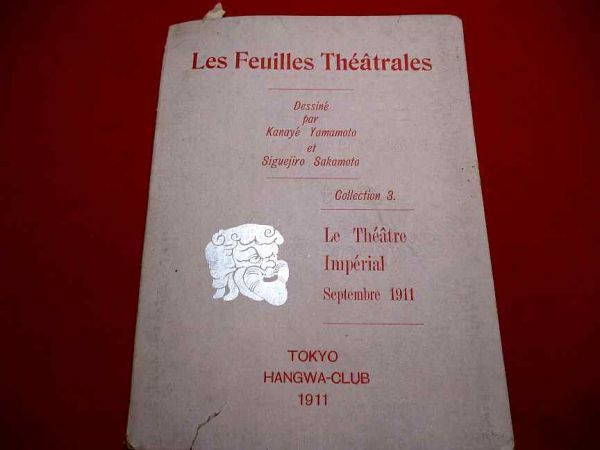 Les Feuilles Théâtrales
Dessiné
par
Kanayé Yamamoto
et
Siguejiro Sakamoto
Collection 3.
Le Théâtre
Impérial
Septembre 1911
TOKYO
HANGWA-CLUB
1911